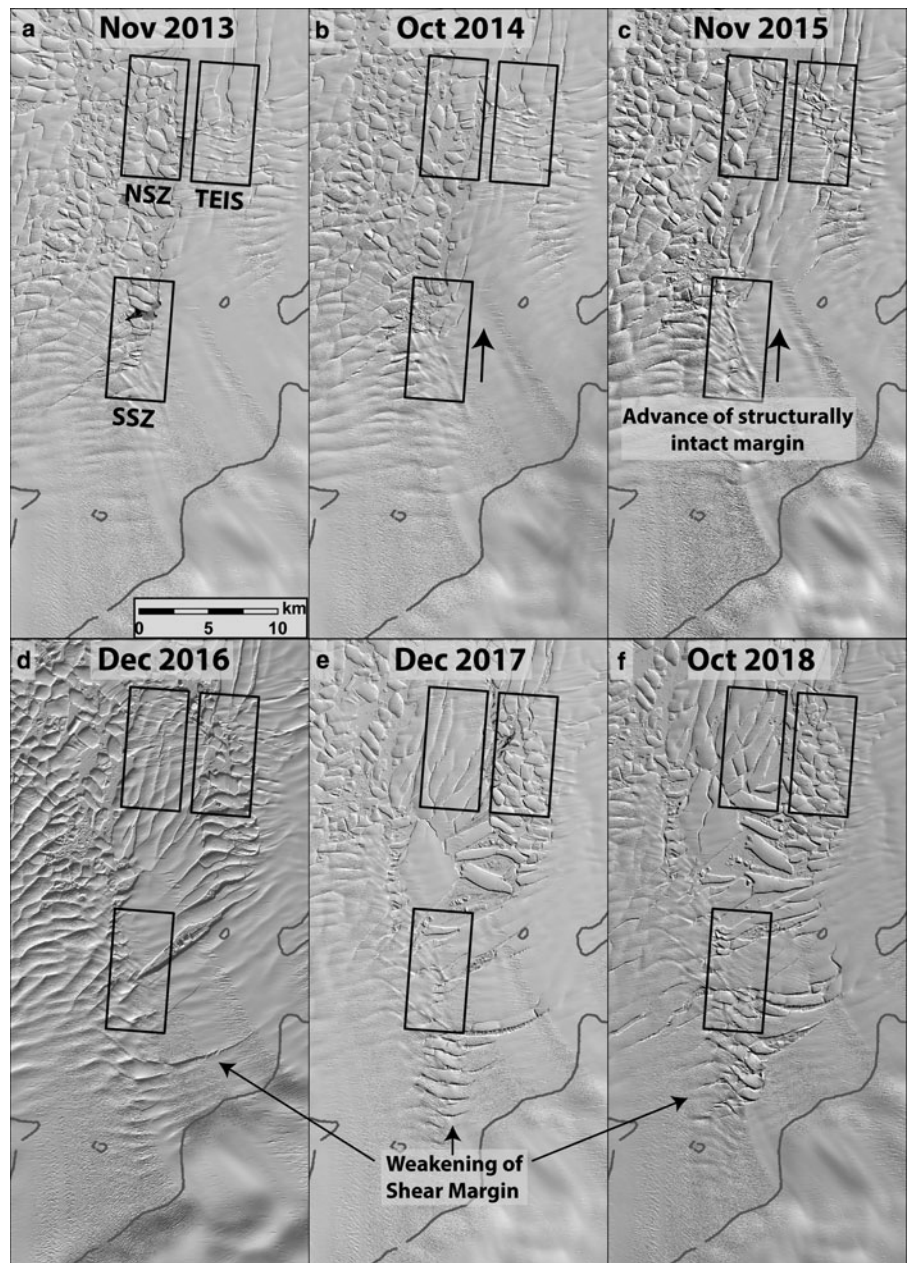 a Nov 2013
b Oct 2014
c Nov 2015
NSZ TEIS
SSZ
Advance of structurally
intact margin
km
0 5 10
d Dec 2016
e Dec 2017
f Oct 2018
Weakening of
Shear Margin